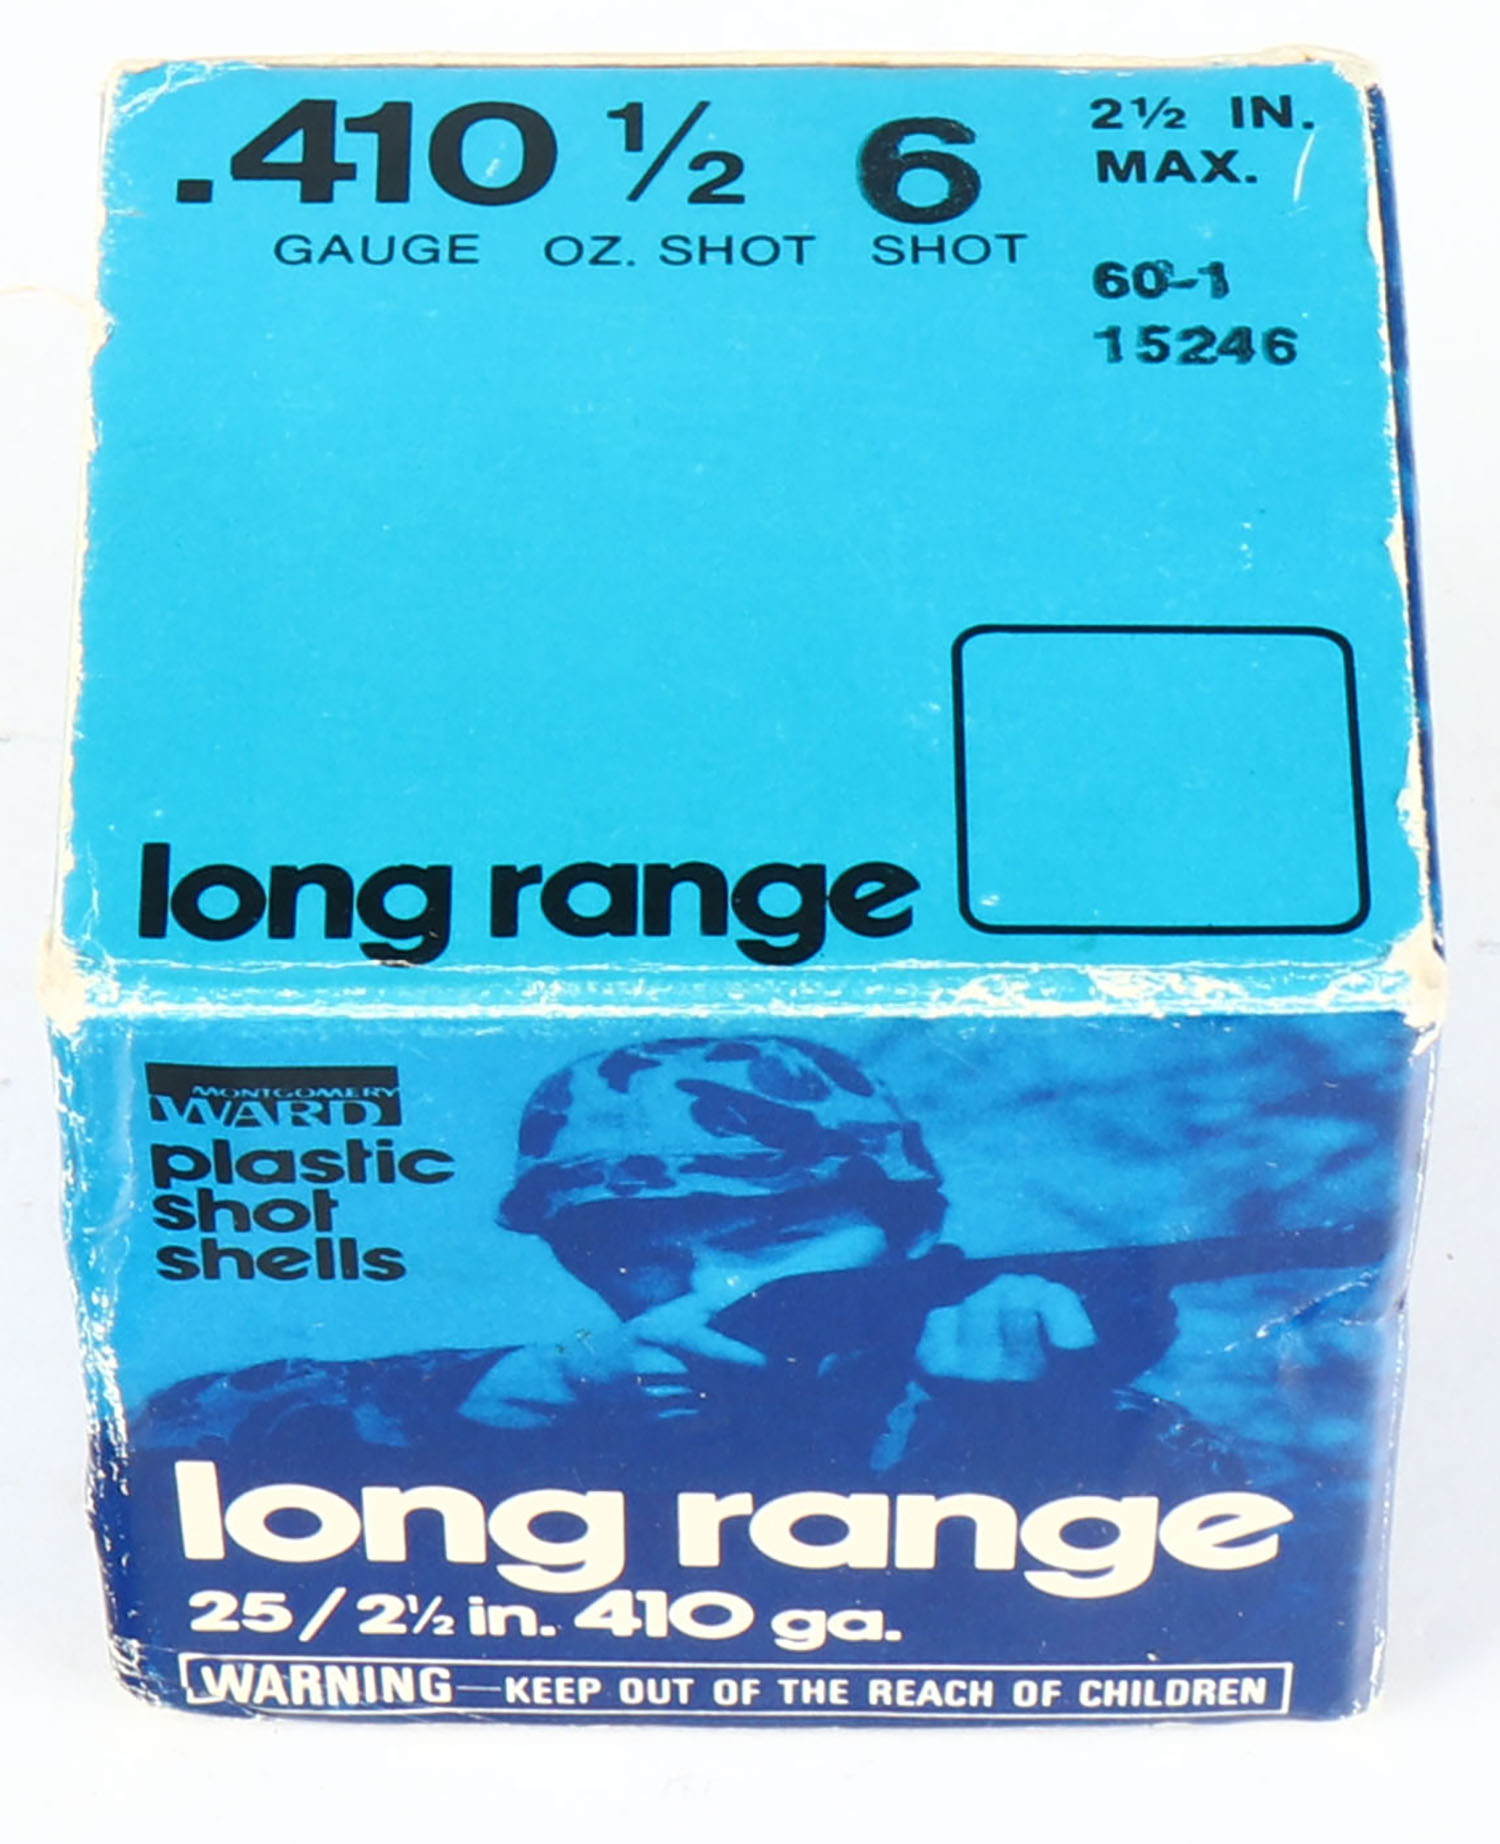 .410 ½ 6 2½ IN.
MAX.
GAUGE OZ. SHOT SHOT
60-1
15246
long range
MONTGOMERY
WARD
plastic
shot
shells
long range
25/2½ in. 410 ga.
WARNING—KEEP OUT OF THE REACH OF CHILDREN